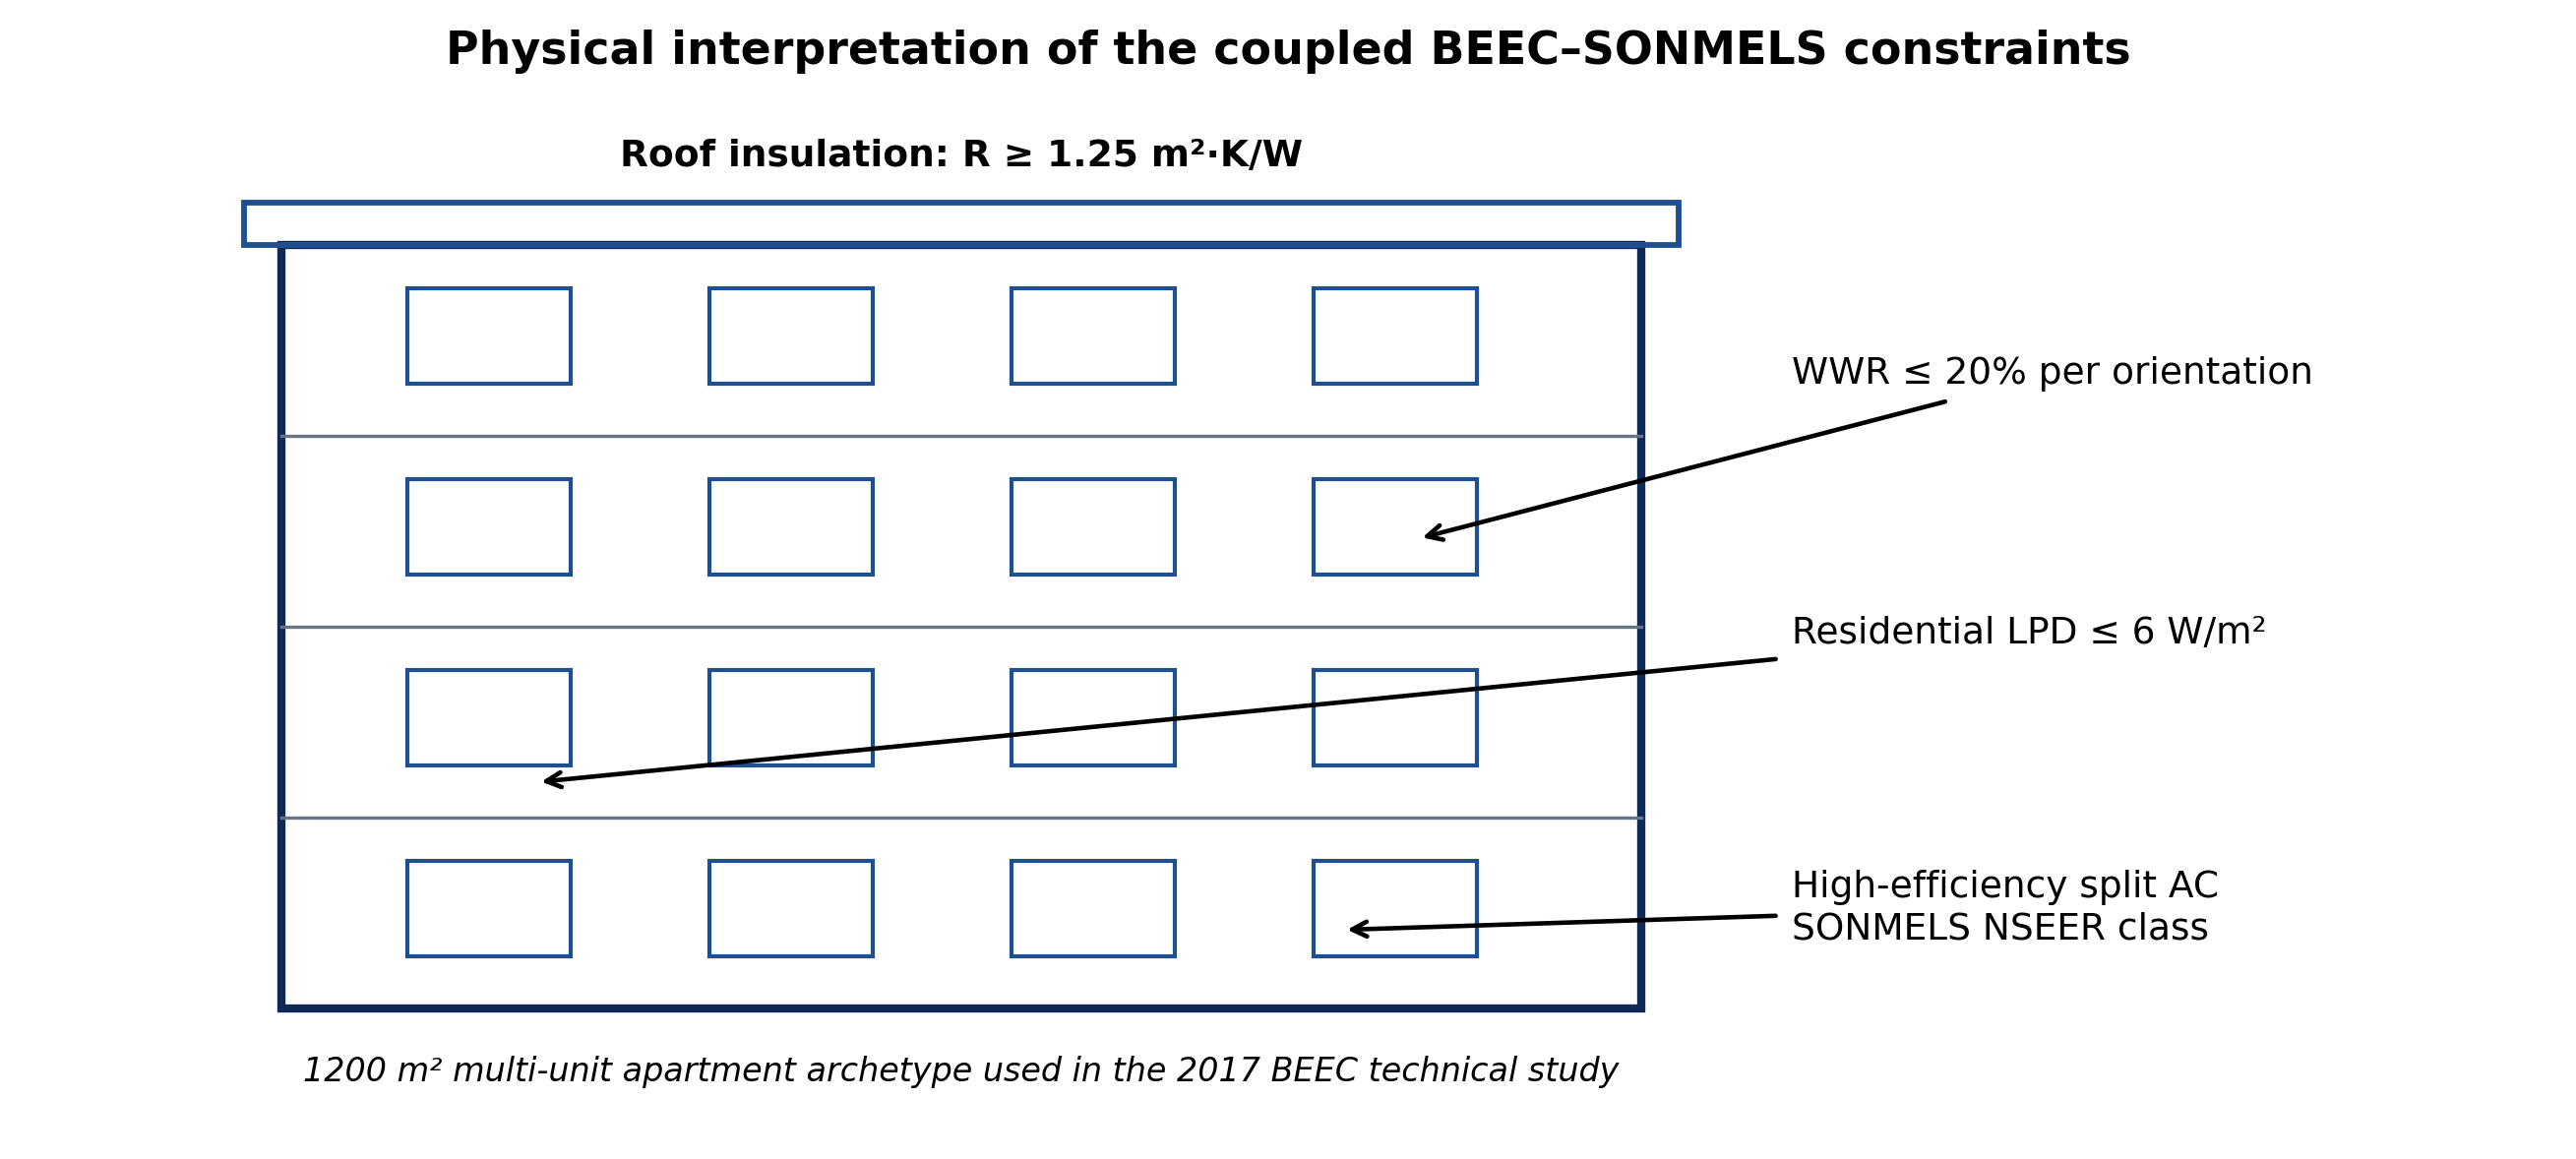 Physical interpretation of the coupled BEEC–SONMELS constraints
Roof insulation: R ≥ 1.25 m²·K/W
WWR ≤ 20% per orientation
Residential LPD ≤ 6 W/m²
High-efficiency split AC
SONMELS NSEER class
1200 m² multi-unit apartment archetype used in the 2017 BEEC technical study